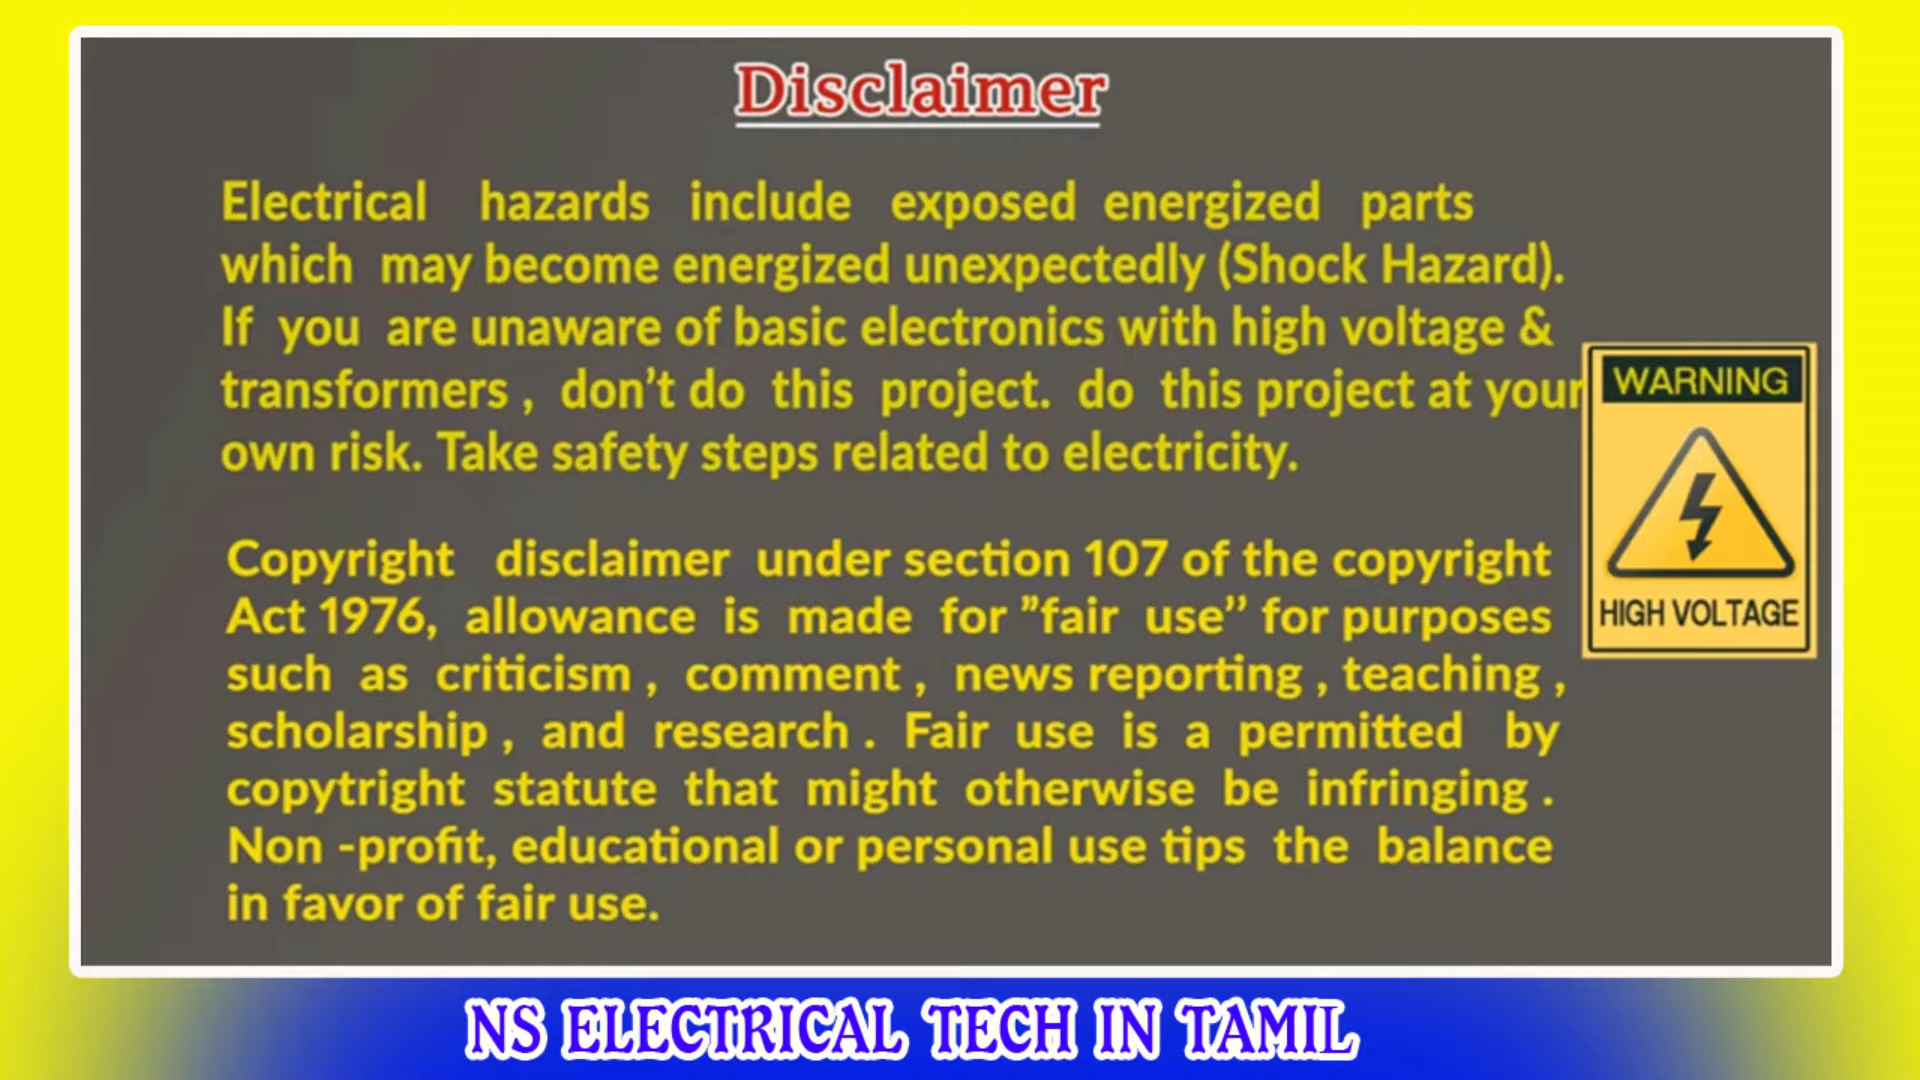 Disclaimer
Electrical hazards include exposed energized parts
which may become energized unexpectedly (Shock Hazard).
If you are unaware of basic electronics with high voltage &
transformers , don’t do this project. do this project at your
own risk. Take safety steps related to electricity.
WARNING
HIGH VOLTAGE
Copyright disclaimer under section 107 of the copyright
Act 1976, allowance is made for ”fair use’’ for purposes
such as criticism , comment , news reporting , teaching ,
scholarship , and research . Fair use is a permitted by
copytright statute that might otherwise be infringing .
Non -profit, educational or personal use tips the balance
in favor of fair use.
NS ELECTRICAL TECH IN TAMIL